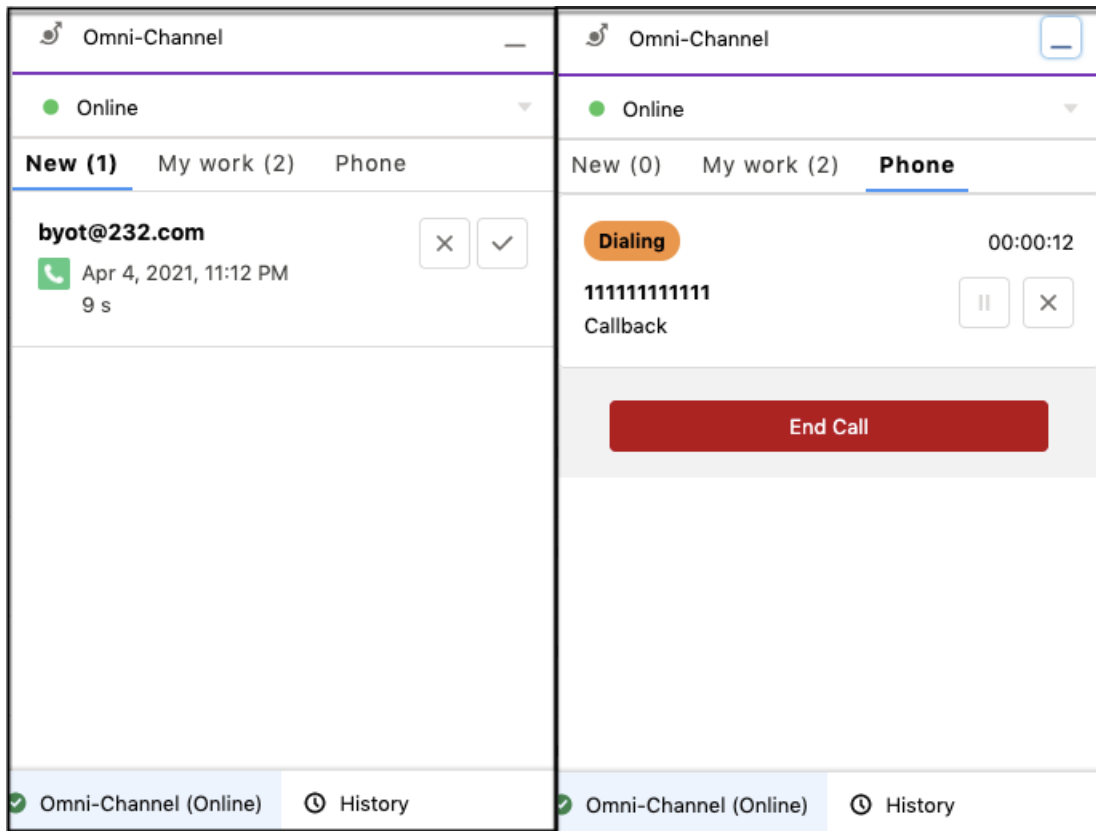 Omni-Channel
Online
New (1) My work (2) Phone
byot@232.com
Apr 4, 2021, 11:12 PM
9 s
Omni-Channel (Online) History
Omni-Channel
Online
New (0) My work (2) Phone
Dialing 00:00:12
111111111111
Callback
End Call
Omni-Channel (Online) History